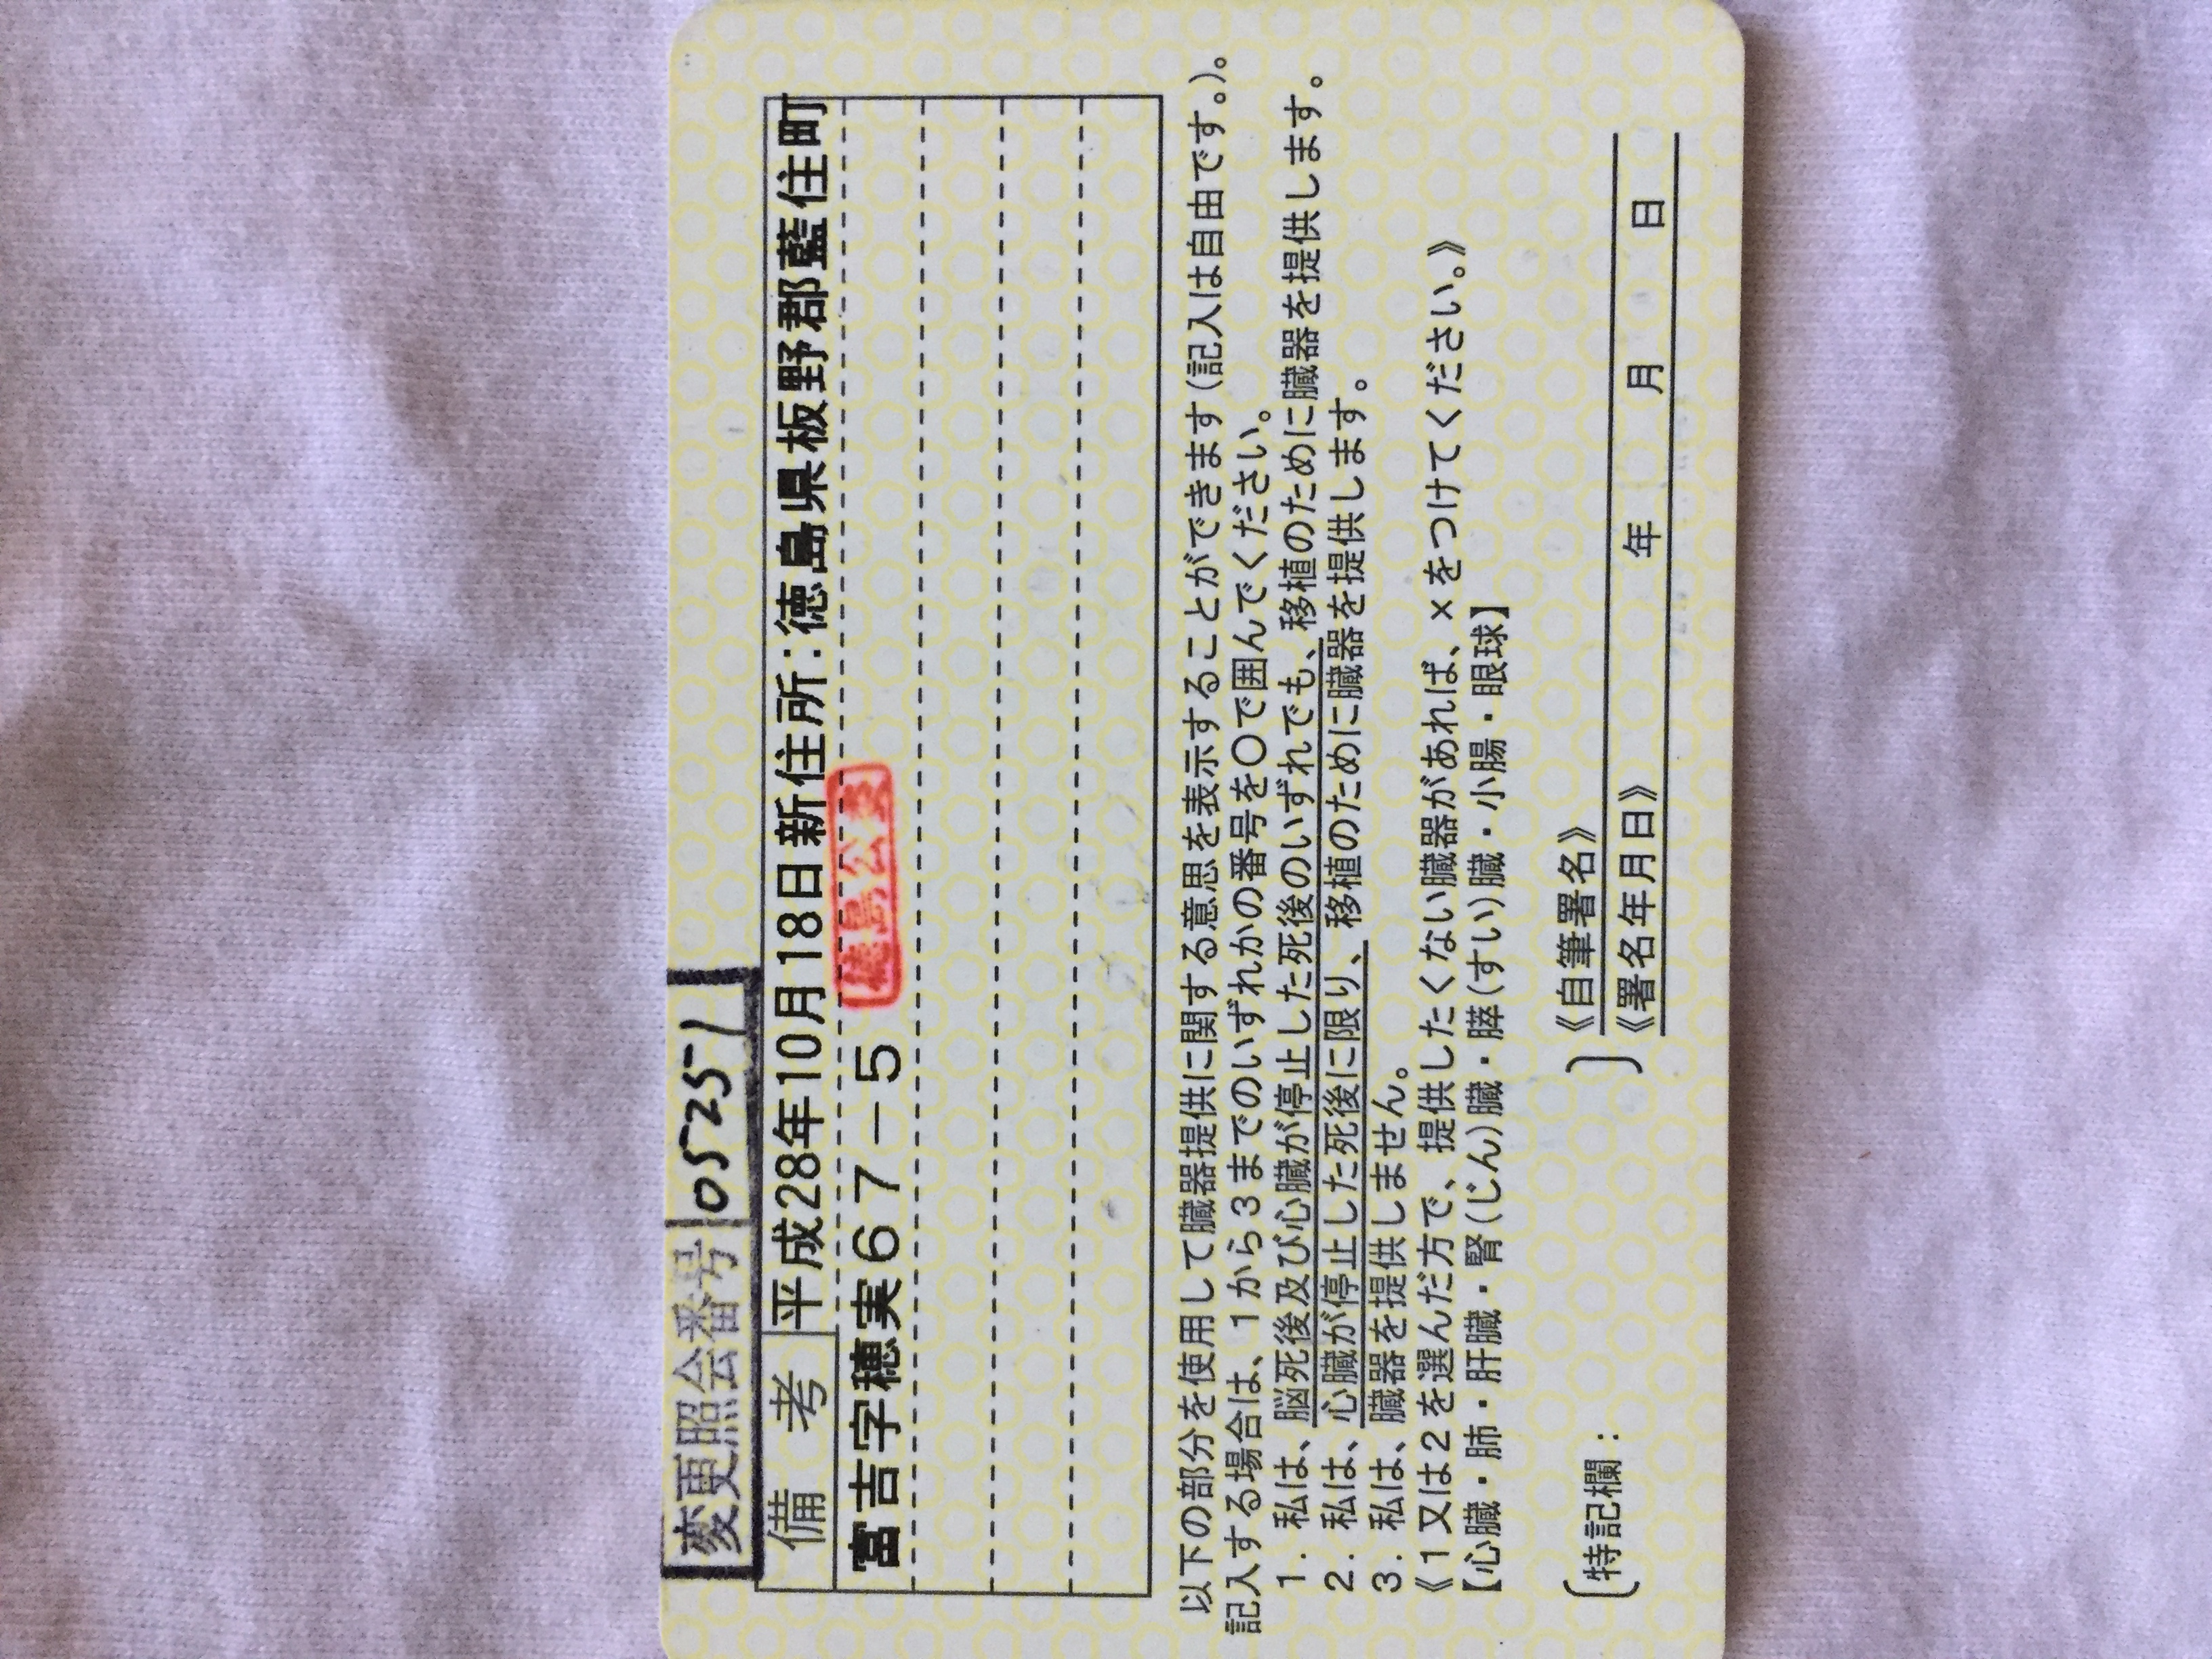 変更照会番号 05251
備考 平成28年10月18日新住所:徳島県板野郡藍住町
富吉字穂実67-5 徳島公委
以下の部分を使用して臓器提供に関する意思を表示することができます(記入は自由です。)。
記入する場合は、1から3までのいずれかの番号を○で囲んでください。
1. 私は、脳死後及び心臓が停止した死後のいずれでも、移植のために臓器を提供します。
2. 私は、心臓が停止した死後に限り、移植のために臓器を提供します。
3. 私は、臓器を提供しません。
《1又は2を選んだ方で、提供したくない臓器があれば、×をつけてください。》
【心臓・肺・肝臓・腎(じん)臓・膵(すい)臓・小腸・眼球】
〔特記欄: 〕
《自筆署名》
《署名年月日》 年 月 日